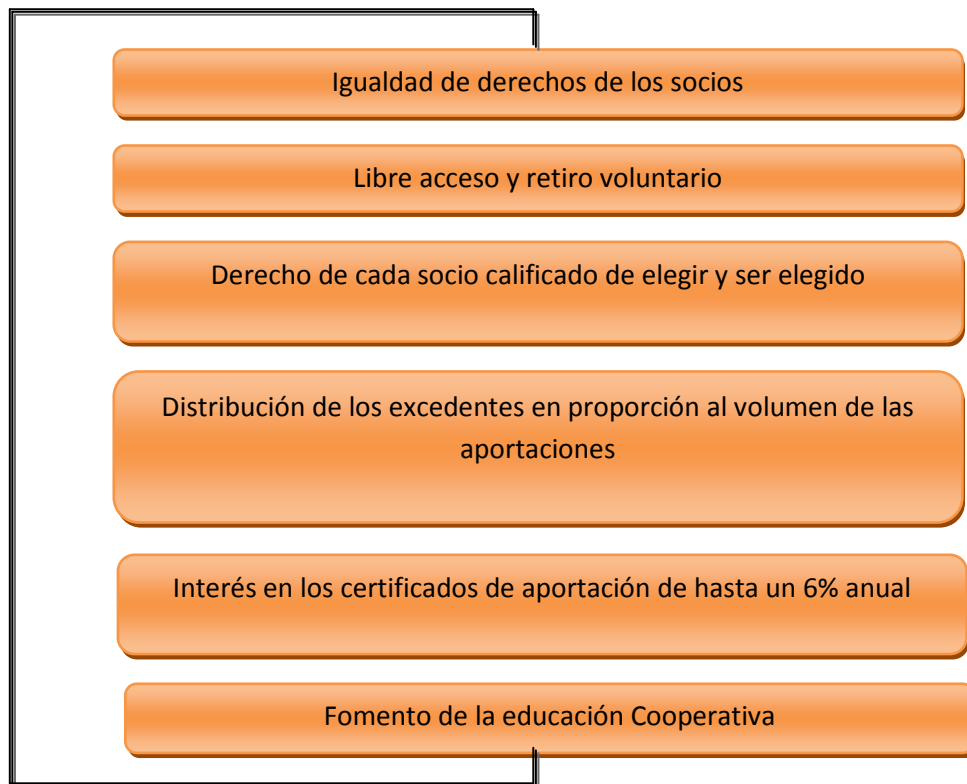 Igualdad de derechos de los socios
Libre acceso y retiro voluntario
Derecho de cada socio calificado de elegir y ser elegido
Distribución de los excedentes en proporción al volumen de las
aportaciones
Interés en los certificados de aportación de hasta un 6% anual
Fomento de la educación Cooperativa